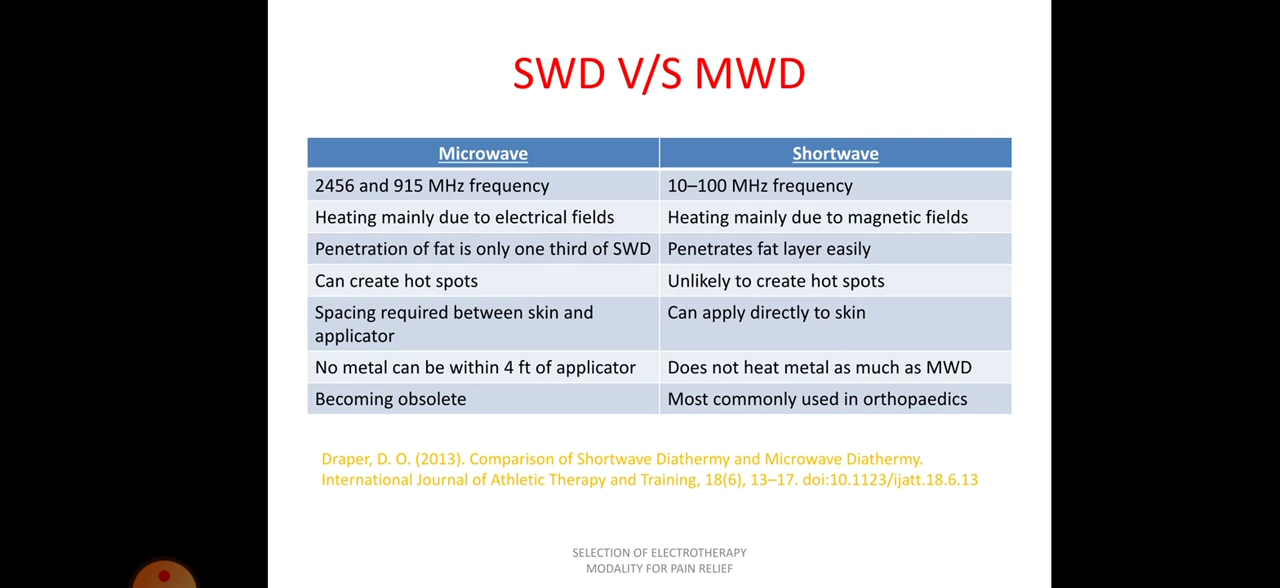 SWD V/S MWD
Microwave Shortwave
2456 and 915 MHz frequency 10–100 MHz frequency
Heating mainly due to electrical fields Heating mainly due to magnetic fields
Penetration of fat is only one third of SWD Penetrates fat layer easily
Can create hot spots Unlikely to create hot spots
Spacing required between skin and Can apply directly to skin
applicator
No metal can be within 4 ft of applicator Does not heat metal as much as MWD
Becoming obsolete Most commonly used in orthopaedics
Draper, D. O. (2013). Comparison of Shortwave Diathermy and Microwave Diathermy.
International Journal of Athletic Therapy and Training, 18(6), 13–17. doi:10.1123/ijatt.18.6.13
SELECTION OF ELECTROTHERAPY
MODALITY FOR PAIN RELIEF